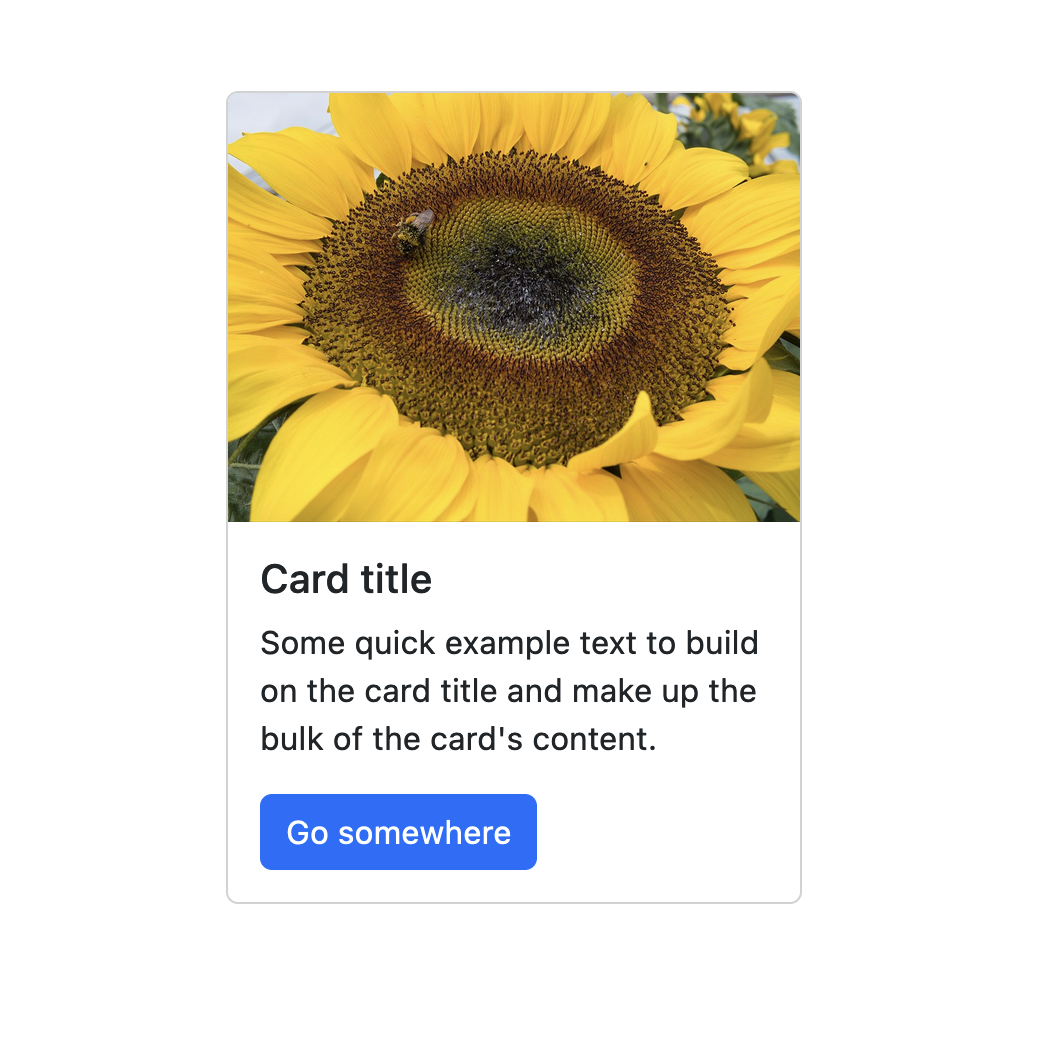 Card title
Some quick example text to build
on the card title and make up the
bulk of the card's content.
Go somewhere